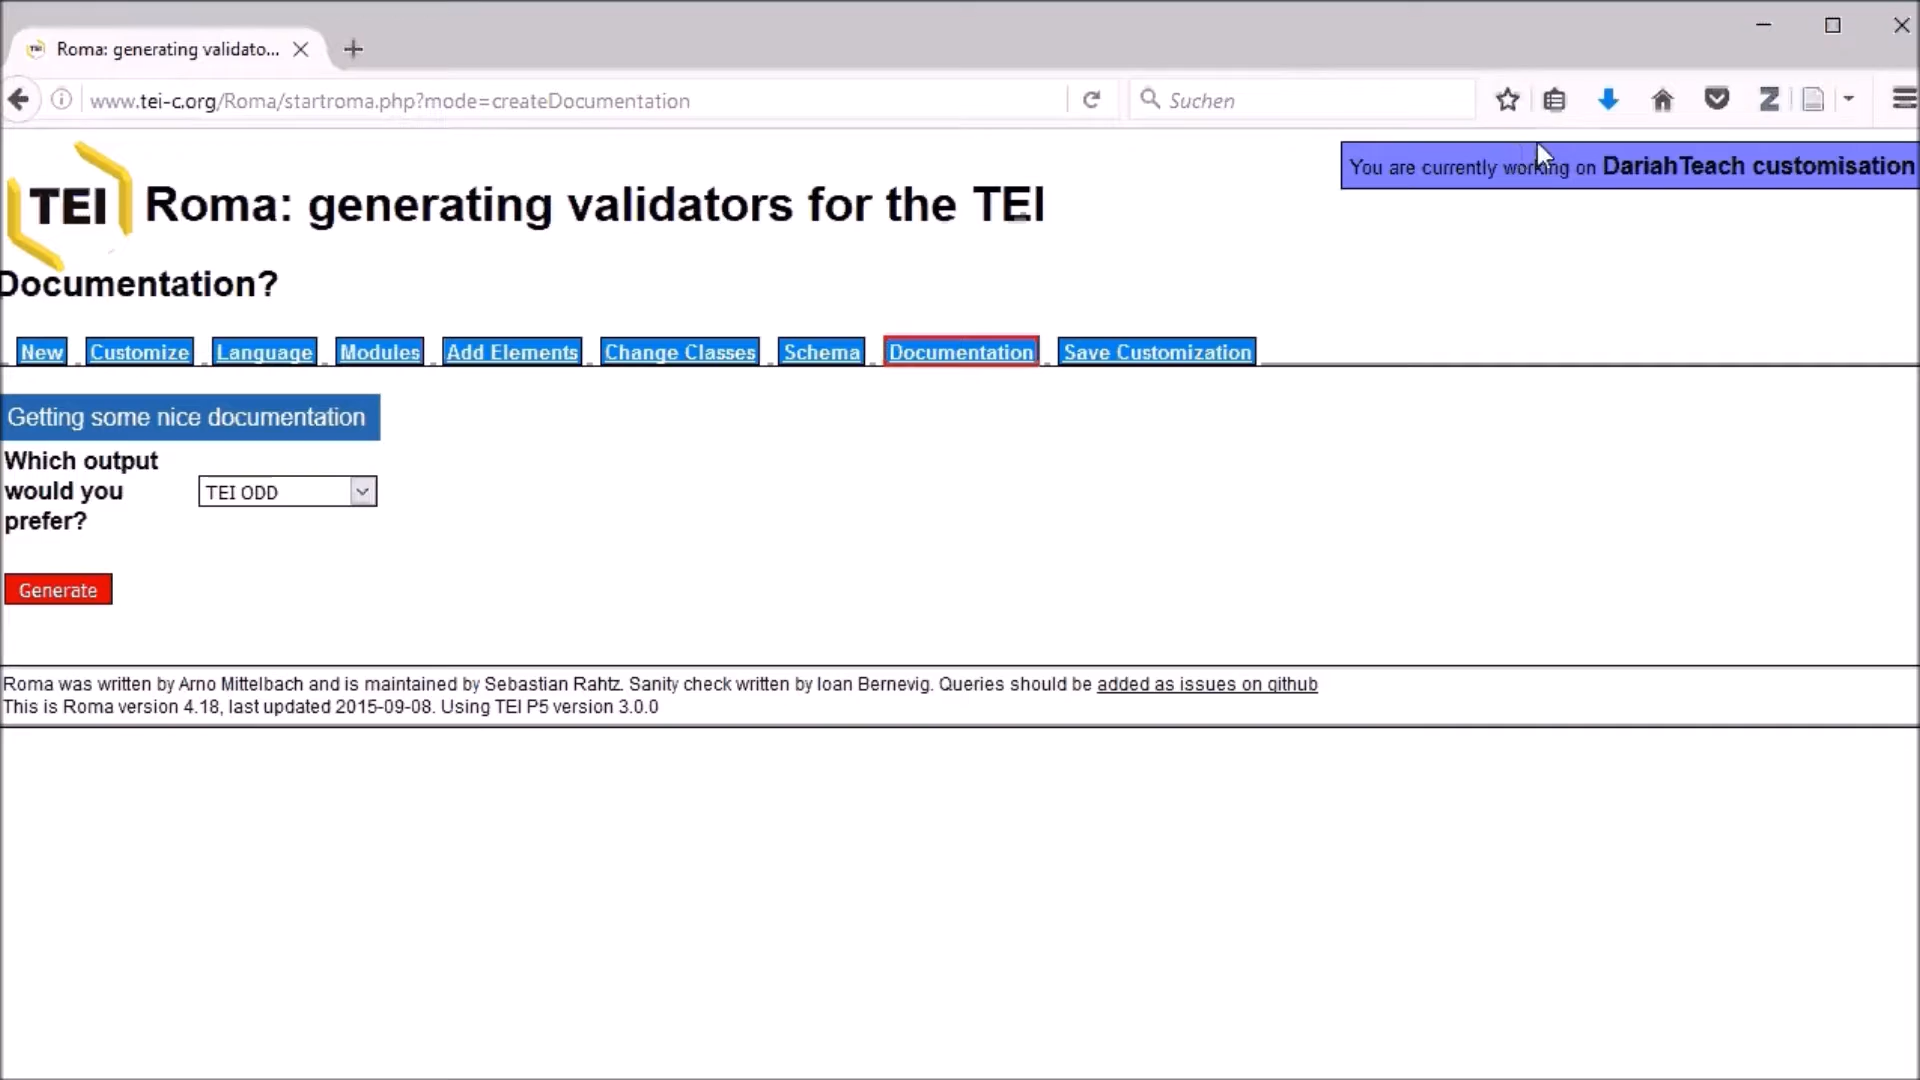 Roma: generating validato...
www.tei-c.org/Roma/startroma.php?mode=createDocumentation
Suchen
You are currently working on DariahTeach customisation
TEI Roma: generating validators for the TEI
Documentation?
New Customize Language Modules Add Elements Change Classes Schema Documentation Save Customization
Getting some nice documentation
Which output
would you
prefer?
TEI ODD
Generate
Roma was written by Arno Mittelbach and is maintained by Sebastian Rahtz. Sanity check written by Ioan Bernevig. Queries should be added as issues on github
This is Roma version 4.18, last updated 2015-09-08. Using TEI P5 version 3.0.0